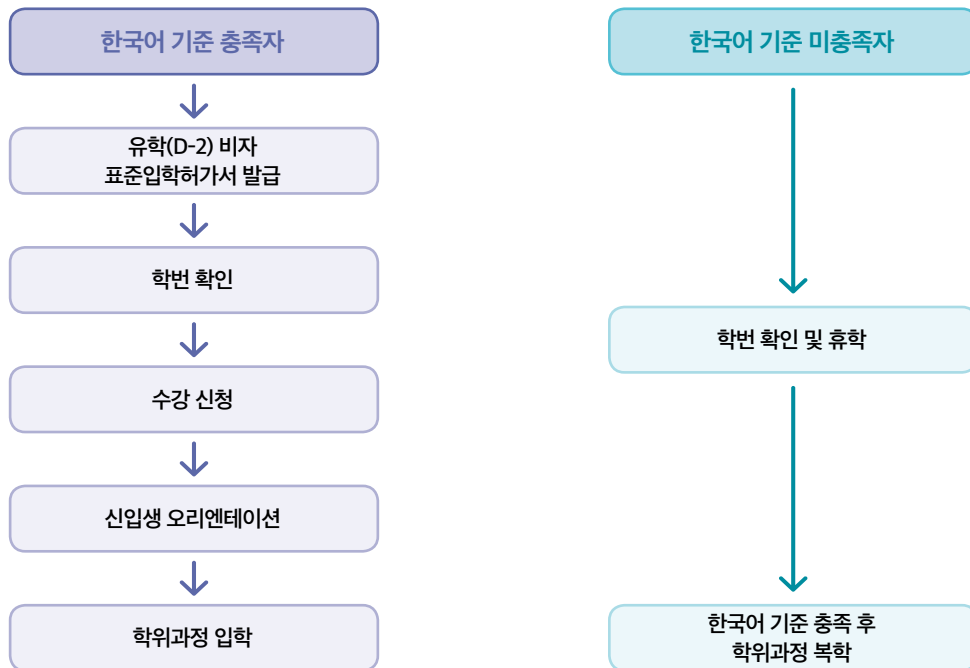 한국어 기준 충족자
유학(D-2) 비자
표준입학허가서 발급
학번 확인
수강 신청
신입생 오리엔테이션
학위과정 입학
한국어 기준 미충족자
학번 확인 및 휴학
한국어 기준 충족 후
학위과정 복학